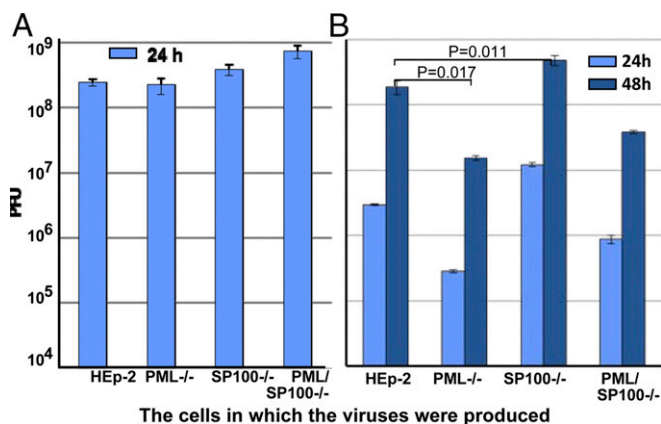 A
24 h
10⁹
10⁸
10⁷
10⁶
10⁵
10⁴
PFU
HEp-2 PML-/- SP100-/- PML/
SP100-/-
B
P=0.011
P=0.017
24h
48h
HEp-2 PML-/- SP100-/- PML/
SP100-/-
The cells in which the viruses were produced